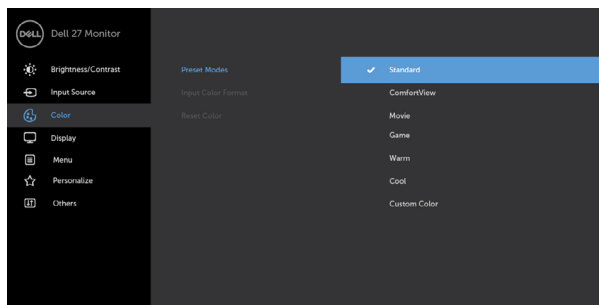 DELL Dell 27 Monitor
Brightness/Contrast Preset Modes Standard
Input Source Input Color Format ComfortView
Color Reset Color Movie
Display Game
Menu Warm
Personalize Cool
Others Custom Color